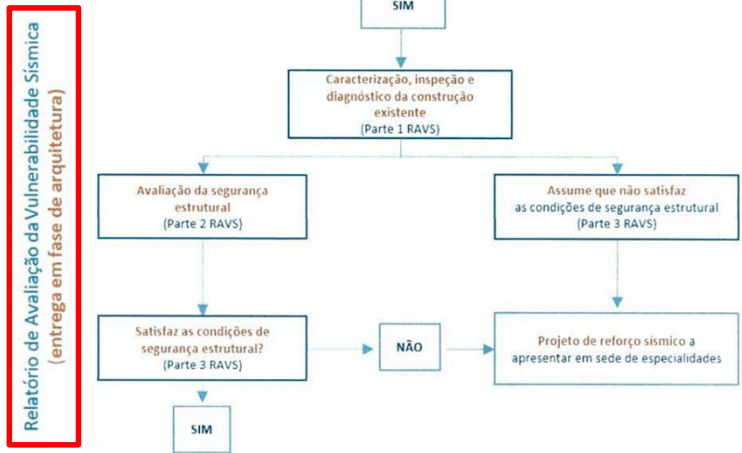 Relatório de Avaliação da Vulnerabilidade Sísmica
(entrega em fase de arquitetura)
SIM
Caracterização, inspeção e
diagnóstico da construção
existente
(Parte 1 RAVS)
Avaliação da segurança
estrutural
(Parte 2 RAVS)
Assume que não satisfaz
as condições de segurança estrutural
(Parte 3 RAVS)
Satisfaz as condições de
segurança estrutural?
(Parte 3 RAVS)
NÃO
Projeto de reforço sísmico a
apresentar em sede de especialidades
SIM